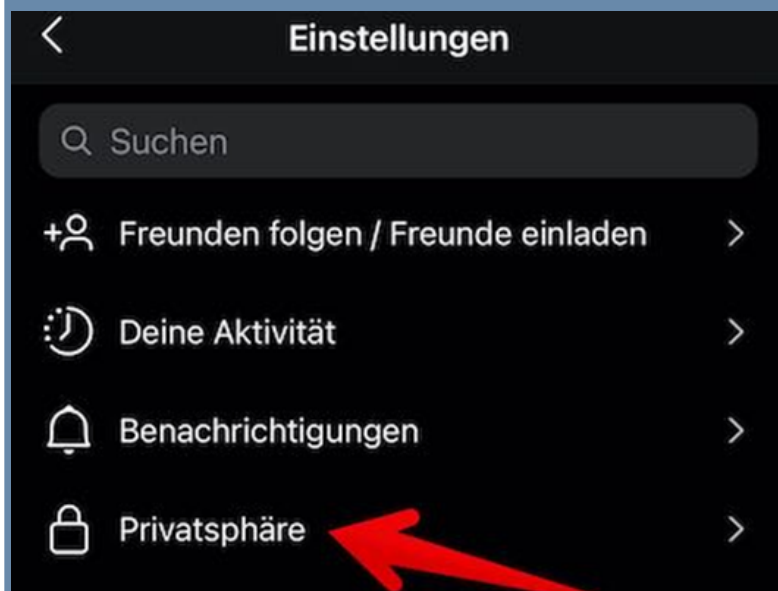 Einstellungen
Suchen
Freunden folgen / Freunde einladen
Deine Aktivität
Benachrichtigungen
Privatsphäre